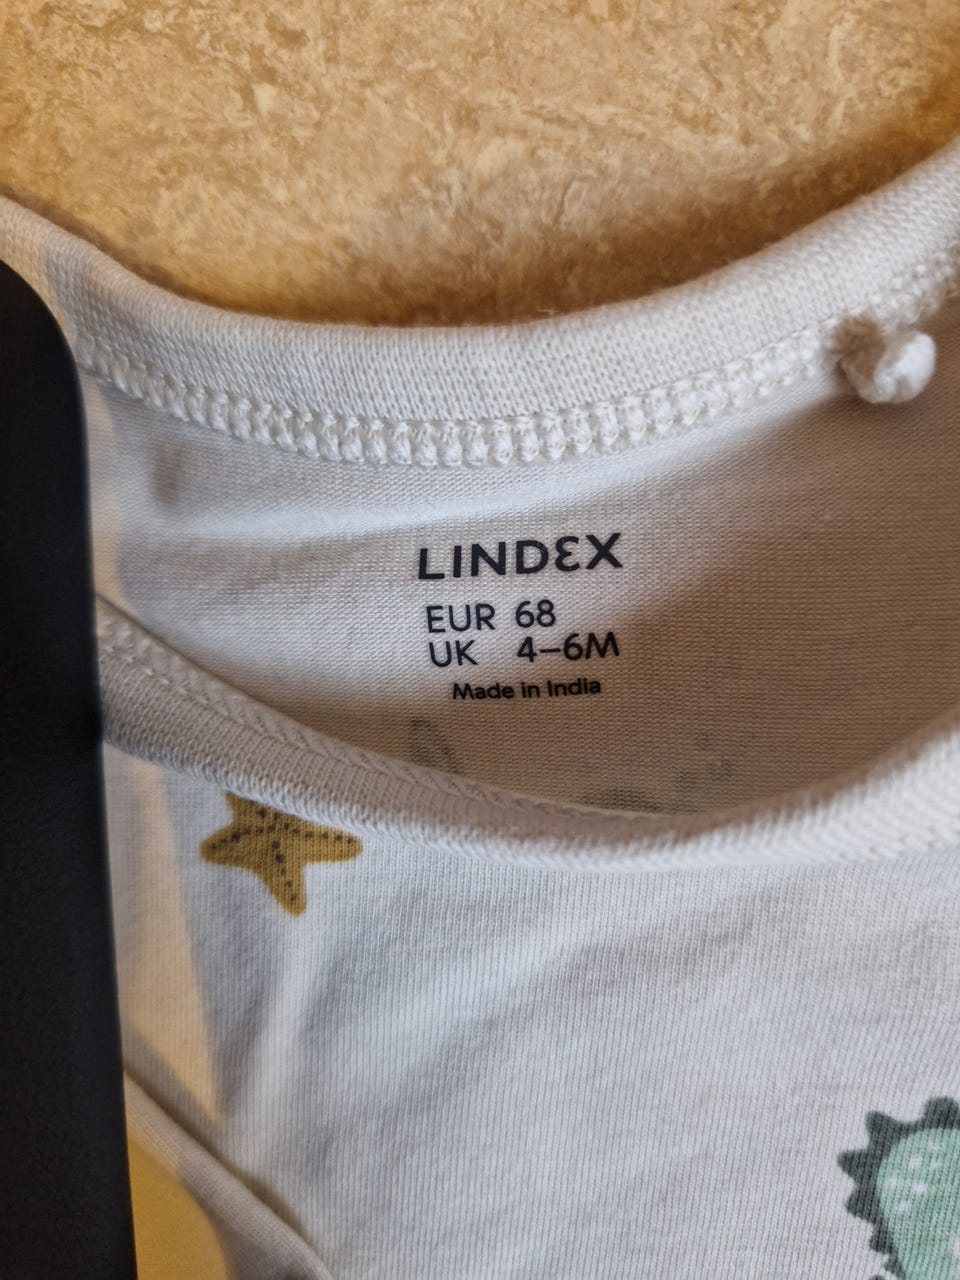 LINDEX
EUR 68
UK 4–6M
Made in India